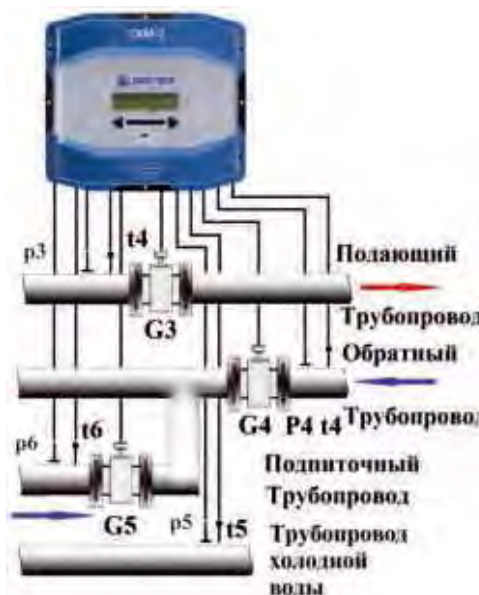 p3
t4
Подающий
Трубопровод
G3
Обратный
Трубопровод
G4 P4 t4
p6
t6
Подпиточный
Трубопровод
G5
p5
t5
Трубопровод
холодной
воды